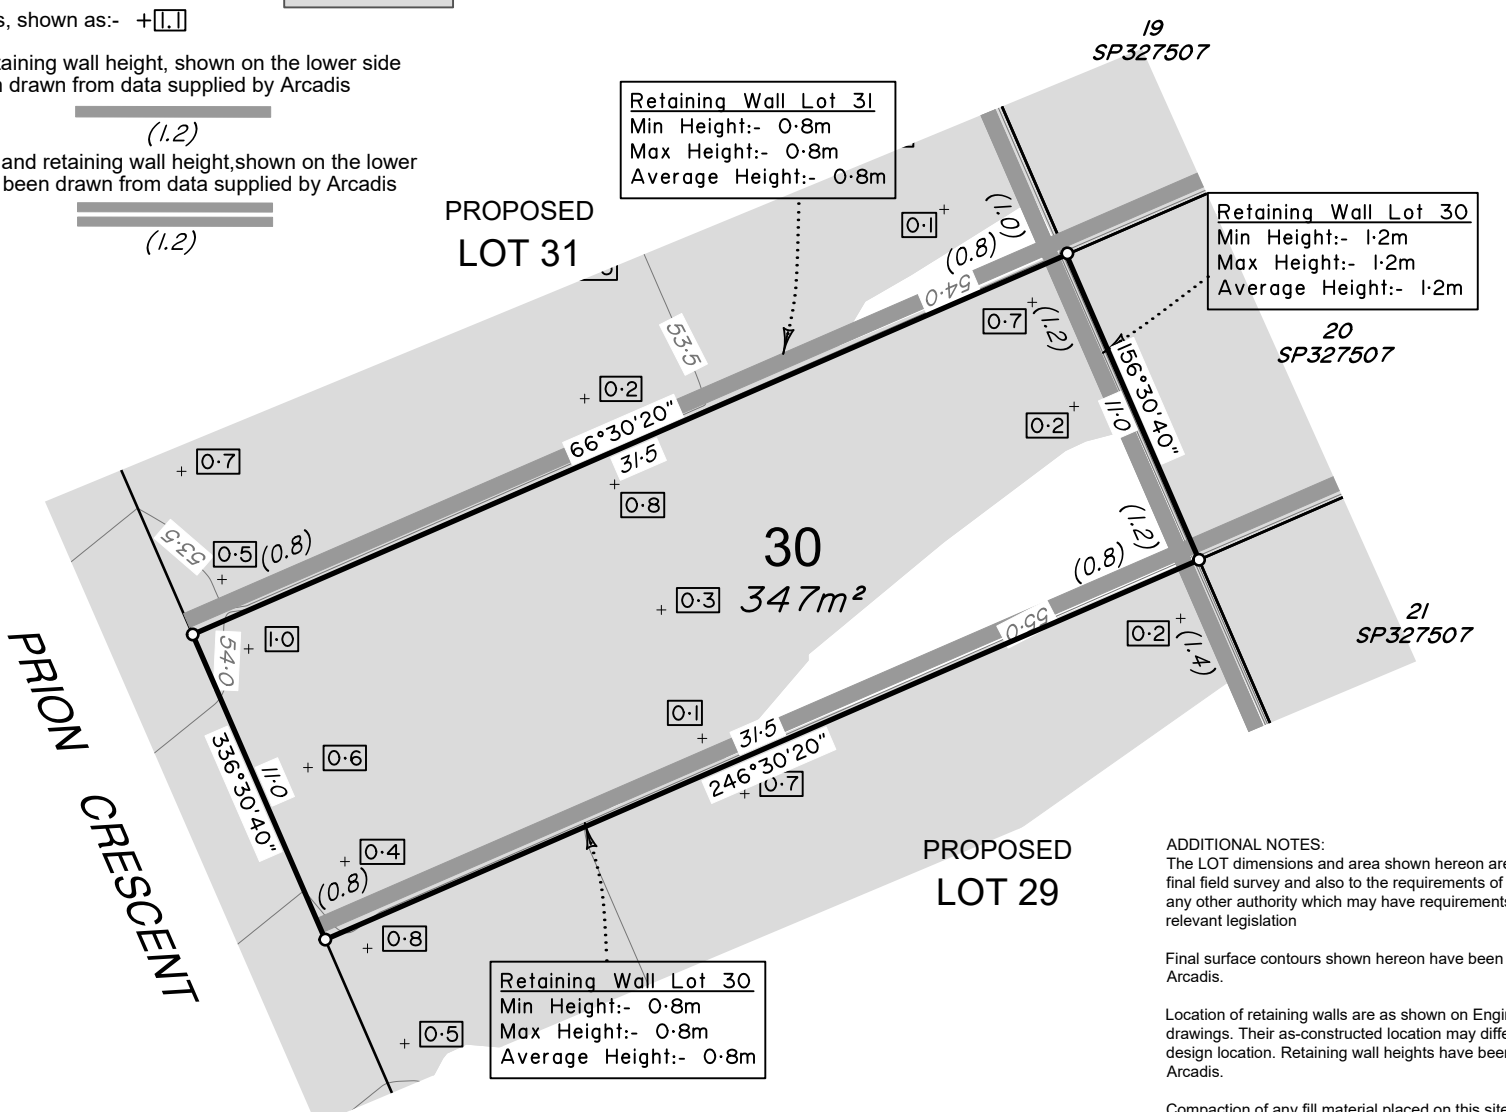 s, shown as:- +1.1
taining wall height, shown on the lower side
n drawn from data supplied by Arcadis
(1.2)
and retaining wall height,shown on the lower
been drawn from data supplied by Arcadis
(1.2)
19
SP327507
Retaining Wall Lot 31
Min Height:- 0·8m
Max Height:- 0·8m
Average Height:- 0·8m
PROPOSED
LOT 31
Retaining Wall Lot 30
Min Height:- 1·2m
Max Height:- 1·2m
Average Height:- 1·2m
20
SP327507
0·1
(1.0)
(0.8)
54·0
0·7
(1.2)
53·5
0·2
66°30'20"
31·5
0·8
156°30'40"
11·0
0·2
0·7
53·5
0·5
(0.8)
30
347m²
0·3
(1.2)
(0.8)
55·0
0·2
(1.4)
21
SP327507
1·0
54·0
PRION CRESCENT
336°30'40"
11·0
0·6
0·1
31·5
246°30'20"
0·7
0·4
(0.8)
0·8
0·5
PROPOSED
LOT 29
Retaining Wall Lot 30
Min Height:- 0·8m
Max Height:- 0·8m
Average Height:- 0·8m
ADDITIONAL NOTES:
The LOT dimensions and area shown hereon are
final field survey and also to the requirements of
any other authority which may have requirements
relevant legislation
Final surface contours shown hereon have been
Arcadis.
Location of retaining walls are as shown on Engi
drawings. Their as-constructed location may diffe
design location. Retaining wall heights have bee
Arcadis.
Compaction of any fill material placed on this site